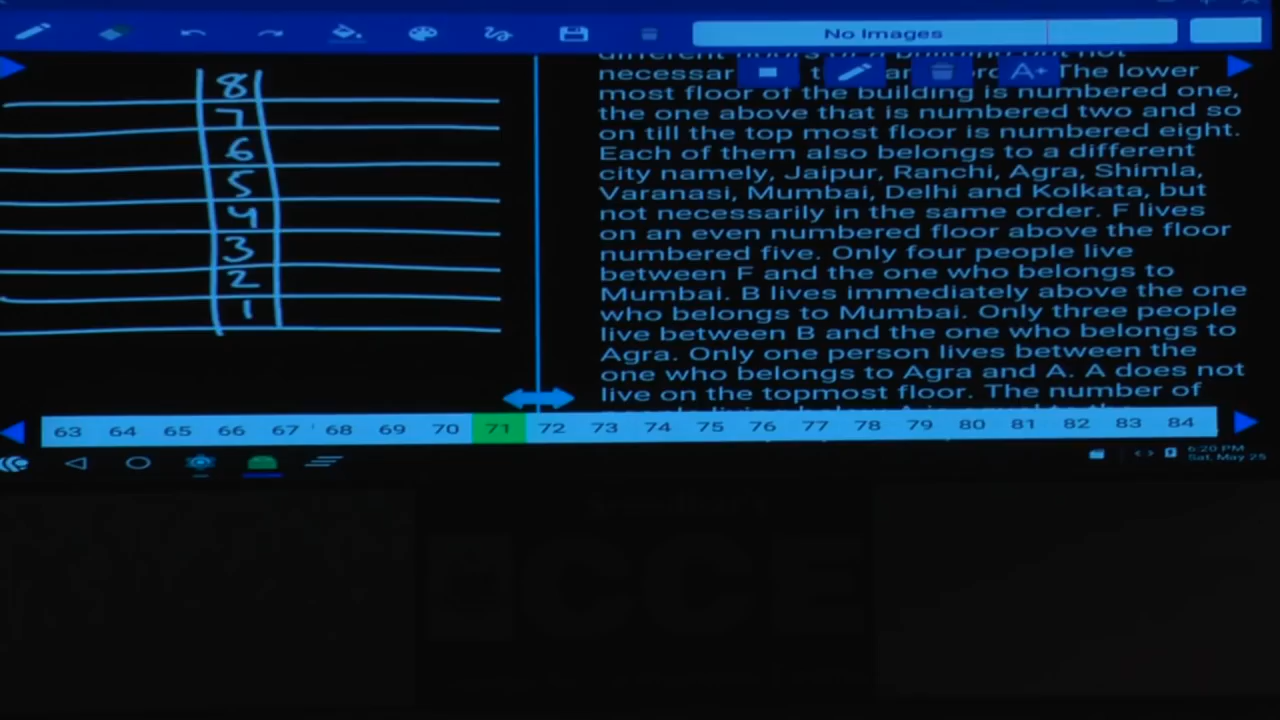 No Images
8
7
6
5
4
3
2
1
necessar
The lower
most floor of the building is numbered one,
the one above that is numbered two and so
on till the top most floor is numbered eight.
Each of them also belongs to a different
city namely, Jaipur, Ranchi, Agra, Shimla,
Varanasi, Mumbai, Delhi and Kolkata, but
not necessarily in the same order. F lives
on an even numbered floor above the floor
numbered five. Only four people live
between F and the one who belongs to
Mumbai. B lives immediately above the one
who belongs to Mumbai. Only three people
live between B and the one who belongs to
Agra. Only one person lives between the
one who belongs to Agra and A. A does not
live on the topmost floor. The number of
63 64 65 66 67 68 69 70 71 72 73 74 75 76 77 78 79 80 81 82 83 84
6:20 PM
Sat, May 25